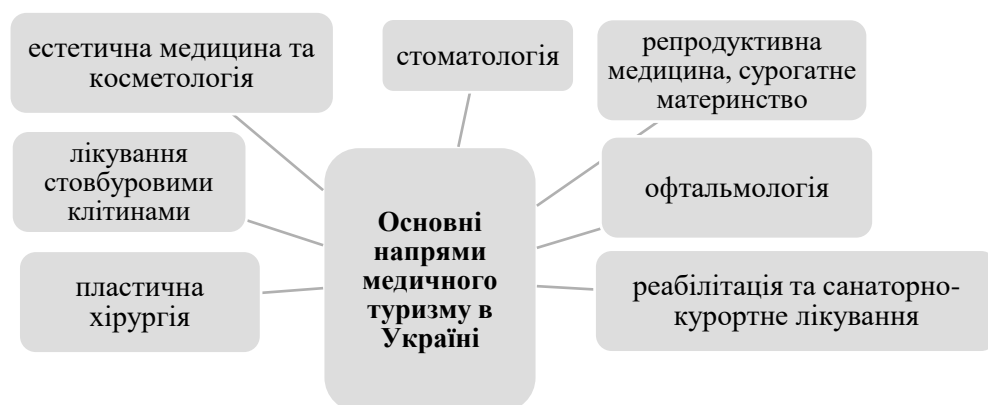 естетична медицина та
косметологія
стоматологія
репродуктивна
медицина, сурогатне
материнство
лікування
стовбуровими
клітинами
офтальмологія
Основні
напрями
медичного
туризму в
Україні
пластична
хірургія
реабілітація та санаторно-
курортне лікування